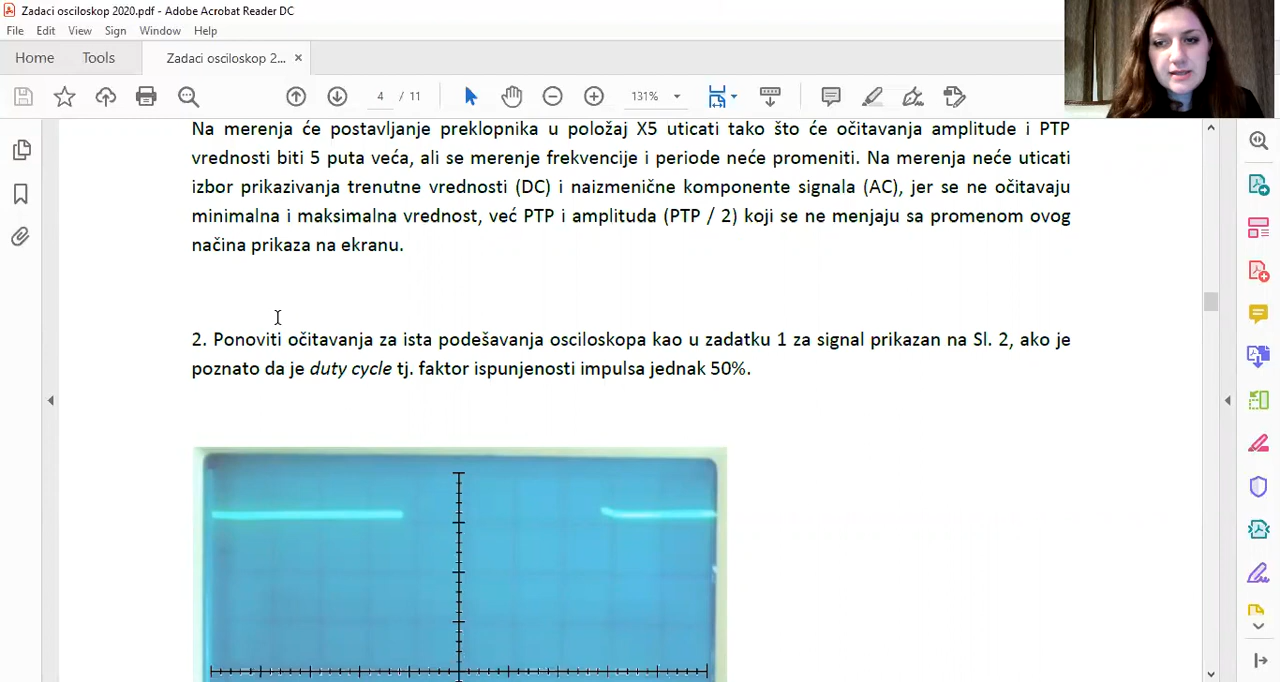 Zadaci osciloskop 2020.pdf - Adobe Acrobat Reader DC
File Edit View Sign Window Help
Home Tools Zadaci osciloskop 2... ×
4 / 11 131%
Na merenja će postavljanje preklopnika u položaj X5 uticati tako što će očitavanja amplitude i PTP
vrednosti biti 5 puta veća, ali se merenje frekvencije i periode neće promeniti. Na merenja neće uticati
izbor prikazivanja trenutne vrednosti (DC) i naizmenične komponente signala (AC), jer se ne očitavaju
minimalna i maksimalna vrednost, već PTP i amplituda (PTP / 2) koji se ne menjaju sa promenom ovog
načina prikaza na ekranu.
2. Ponoviti očitavanja za ista podešavanja osciloskopa kao u zadatku 1 za signal prikazan na Sl. 2, ako je
poznato da je duty cycle tj. faktor ispunjenosti impulsa jednak 50%.